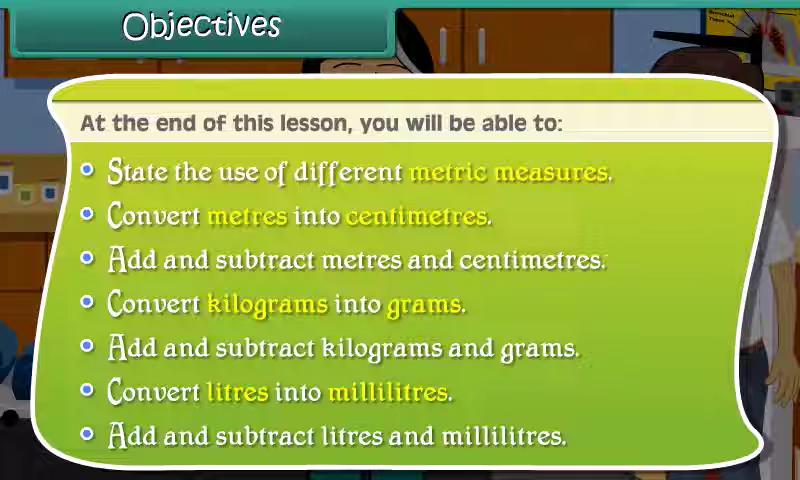 Objectives
At the end of this lesson, you will be able to:
State the use of different metric measures.
Convert metres into centimetres.
Add and subtract metres and centimetres.
Convert kilograms into grams.
Add and subtract kilograms and grams.
Convert litres into millilitres.
Add and subtract litres and millilitres.